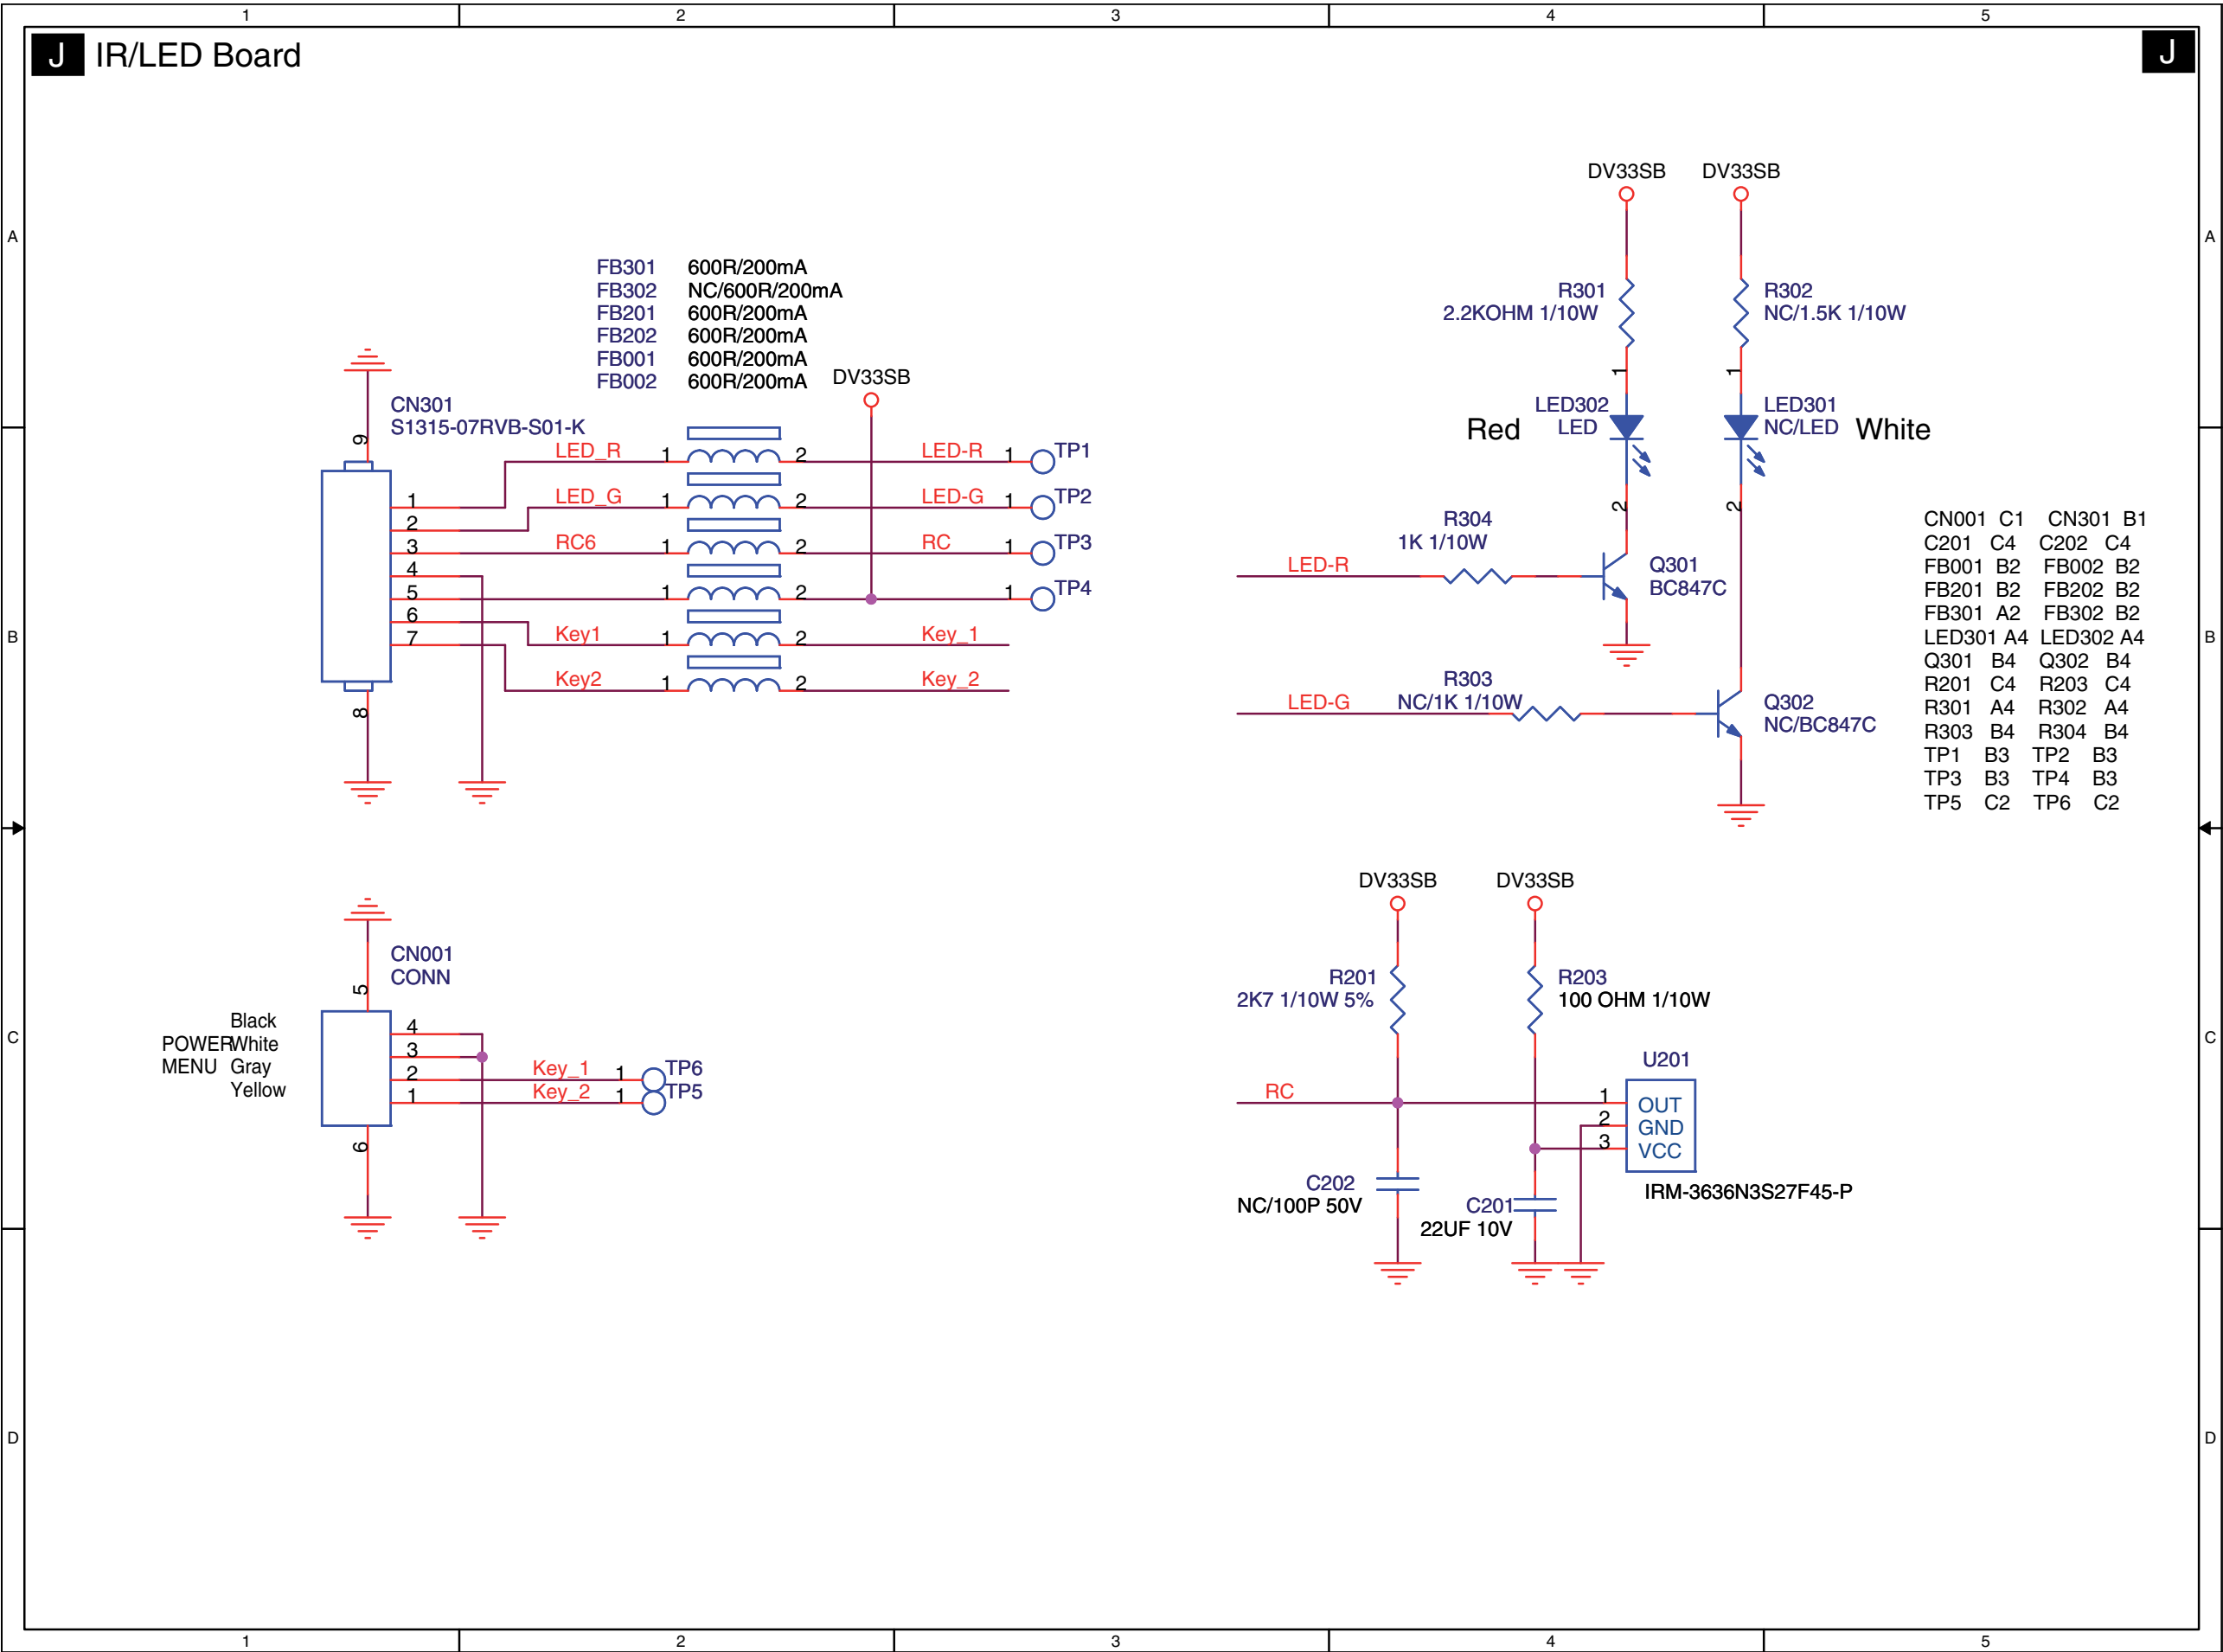 1 2 3 4 5
J IR/LED Board J
A A
B B
C C
D D
FB301 600R/200mA
FB302 NC/600R/200mA
FB201 600R/200mA
FB202 600R/200mA
FB001 600R/200mA
FB002 600R/200mA
DV33SB
CN301
S1315-07RVB-S01-K
9
1 LED_R 1 2 LED-R 1 TP1
2 LED_G 1 2 LED-G 1 TP2
3 RC6 1 2 RC 1 TP3
4
5 1 2 1 TP4
6 Key1 1 2 Key_1
7 Key2 1 2 Key_2
8
DV33SB DV33SB
R301
2.2KOHM 1/10W
R302
NC/1.5K 1/10W
1 1
Red
LED302
LED
LED301
NC/LED
White
2 2
R304
1K 1/10W
LED-R
Q301
BC847C
R303
LED-G NC/1K 1/10W
Q302
NC/BC847C
CN001 C1 CN301 B1
C201 C4 C202 C4
FB001 B2 FB002 B2
FB201 B2 FB202 B2
FB301 A2 FB302 B2
LED301 A4 LED302 A4
Q301 B4 Q302 B4
R201 C4 R203 C4
R301 A4 R302 A4
R303 B4 R304 B4
TP1 B3 TP2 B3
TP3 B3 TP4 B3
TP5 C2 TP6 C2
CN001
CONN
5
Black 4
POWER White 3
MENU Gray 2 Key_1 1 TP6
Yellow 1 Key_2 1 TP5
6
DV33SB DV33SB
R201
2K7 1/10W 5%
R203
100 OHM 1/10W
U201
RC 1 OUT
2 GND
3 VCC
IRM-3636N3S27F45-P
C202
NC/100P 50V
C201
22UF 10V
1 2 3 4 5